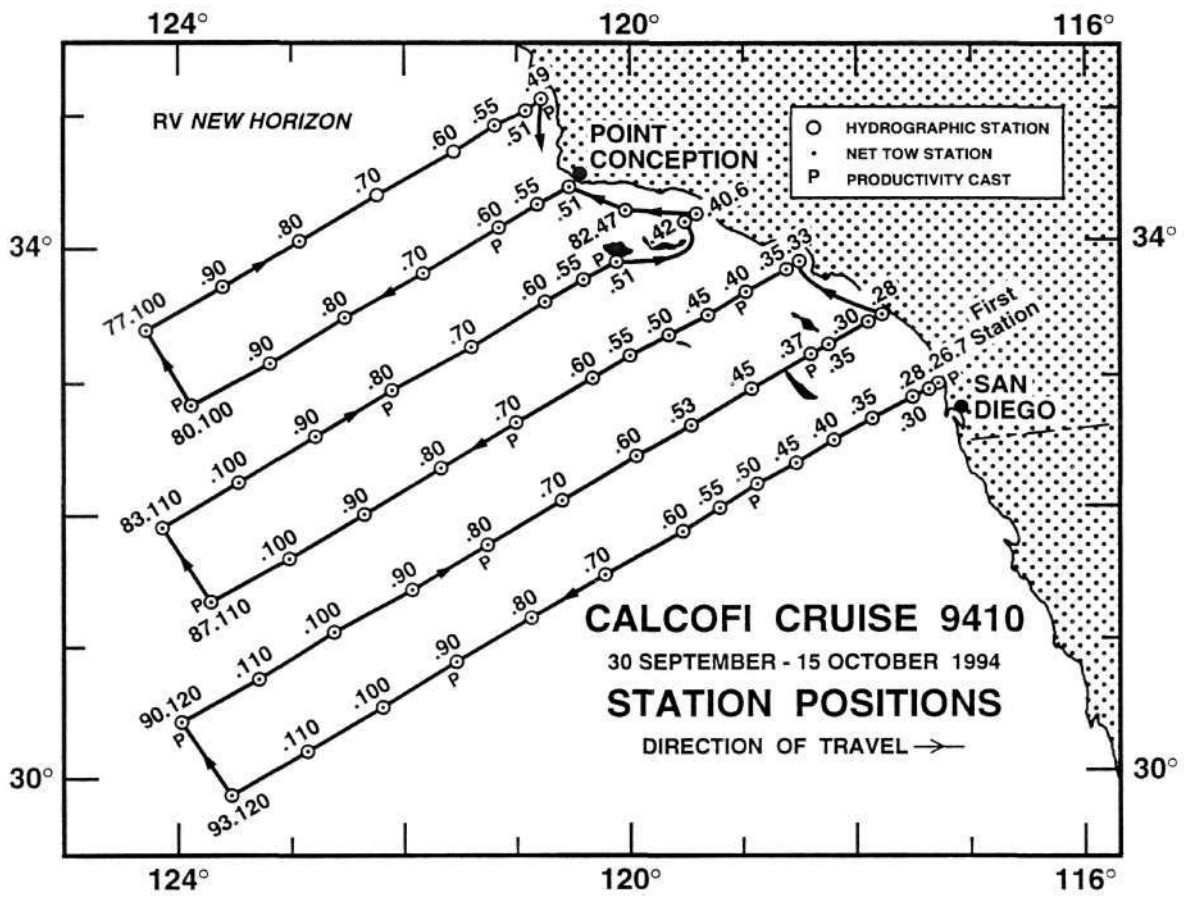 124° 120° 116°
RV NEW HORIZON
HYDROGRAPHIC STATION
NET TOW STATION
P PRODUCTIVITY CAST
POINT
CONCEPTION
34° 34°
77.100 .90 .80 .70 .60 .55 .51 .49 P
80.100 P .90 .80 .70 .60 P .55 .51
82.47 .42 .40.6
83.110 .100 .90 .80 P .70 .60 .55 P .51
87.110 P .100 .90 .80 .70 P .60 .55 .50 .45 .40 P .35 .33
90.120 P .110 .100 .90 .80 P .70 .60 .53 .45 .37 P .35 .30 .28
93.120 .110 .100 .90 P .80 .70 .60 .55 .50 P .45 .40 .35 .30 .28 .26.7 P
First
Station
SAN
DIEGO
CALCOFI CRUISE 9410
30 SEPTEMBER - 15 OCTOBER 1994
STATION POSITIONS
DIRECTION OF TRAVEL
30° 30°
124° 120° 116°